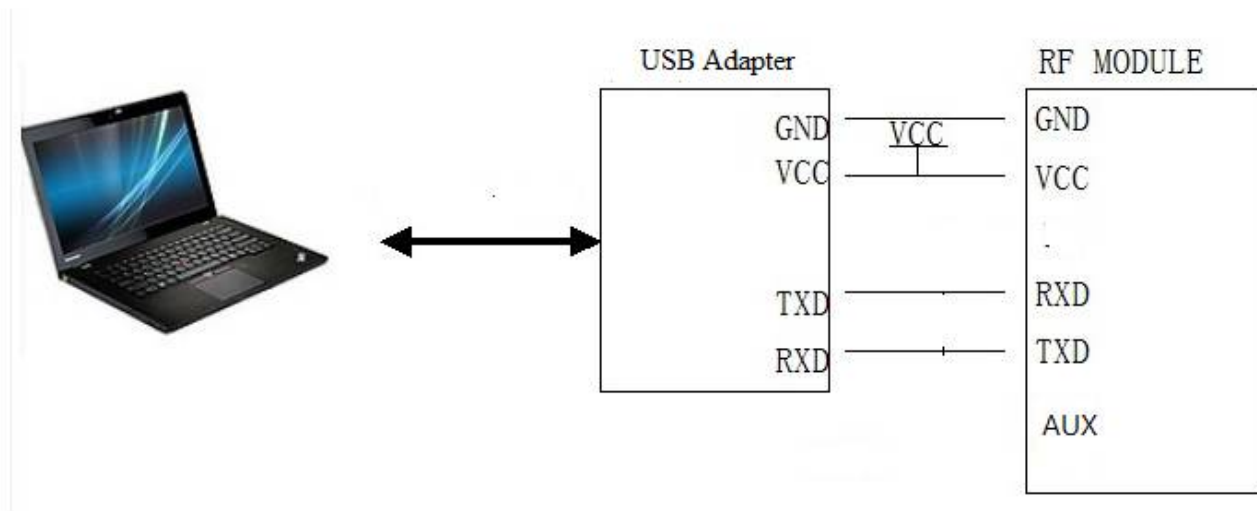 USB Adapter
RF MODULE
GND
VCC
GND
VCC
VCC
TXD
RXD
RXD
TXD
AUX